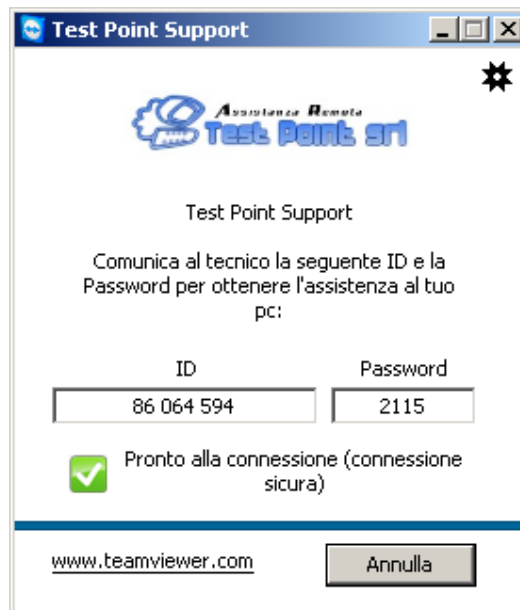 Test Point Support
Assistenza Remota
Test Point srl
Test Point Support
Comunica al tecnico la seguente ID e la
Password per ottenere l'assistenza al tuo
pc:
ID Password
86 064 594 2115
Pronto alla connessione (connessione
sicura)
www.teamviewer.com Annulla